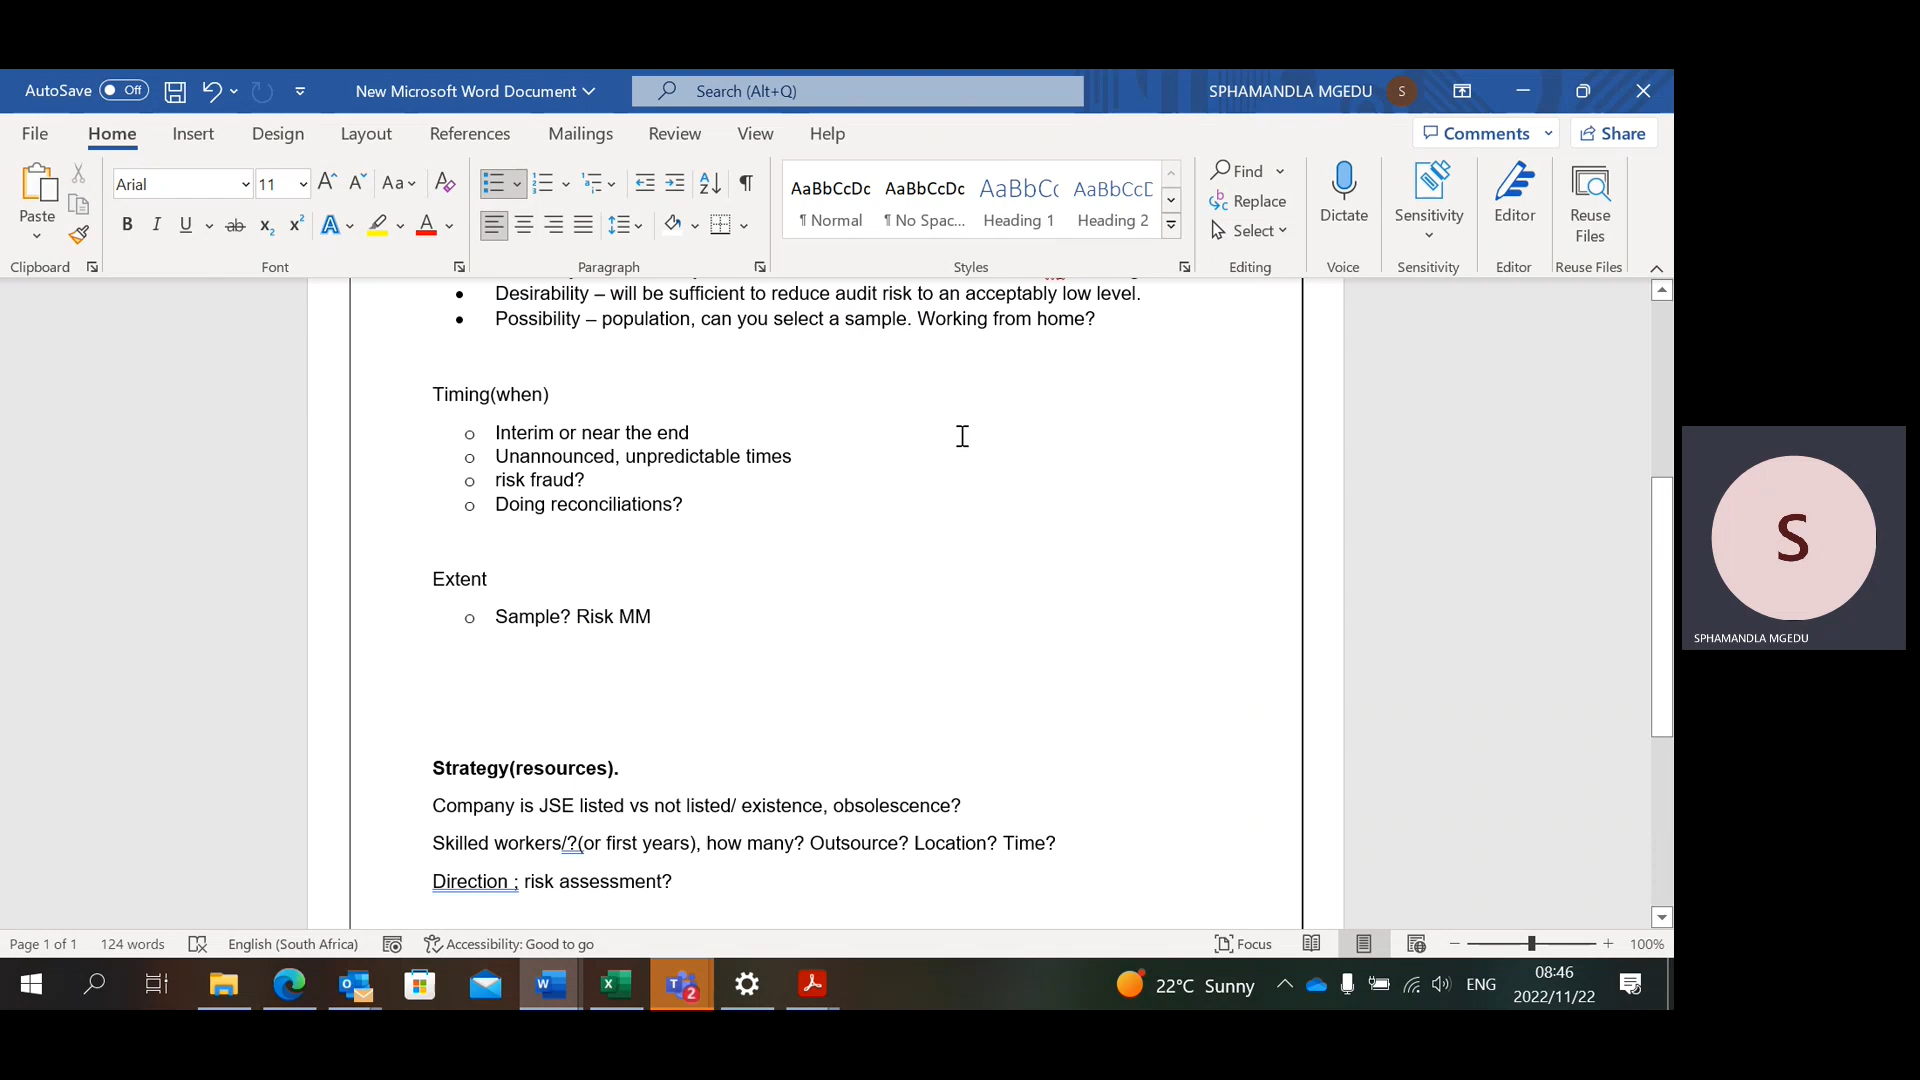 AutoSave Off New Microsoft Word Document Search (Alt+Q) SPHAMANDLA MGEDU S
File Home Insert Design Layout References Mailings Review View Help Comments Share
Paste
Arial 11 Aa
AaBbCcDc AaBbCcDc AaBbCc AaBbCcD
¶ Normal ¶ No Spac... Heading 1 Heading 2
Find
Replace
Select
Dictate
Sensitivity
Editor
Reuse
Files
Clipboard Font Paragraph Styles Editing Voice Sensitivity Editor Reuse Files
• Desirability – will be sufficient to reduce audit risk to an acceptably low level.
• Possibility – population, can you select a sample. Working from home?
Timing(when)
o Interim or near the end
o Unannounced, unpredictable times
o risk fraud?
o Doing reconciliations?
Extent
o Sample? Risk MM
Strategy(resources).
Company is JSE listed vs not listed/ existence, obsolescence?
Skilled workers/?(or first years), how many? Outsource? Location? Time?
Direction ; risk assessment?
S
SPHAMANDLA MGEDU
Page 1 of 1 124 words English (South Africa) Accessibility: Good to go Focus 100%
2
22°C Sunny ENG 08:46
2022/11/22